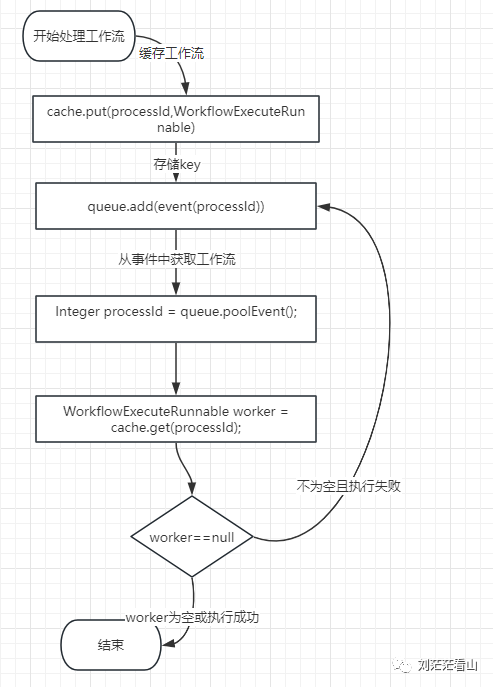 开始处理工作流
缓存工作流
cache.put(processId,WorkflowExecuteRun
nable)
存储key
queue.add(event(processId))
从事件中获取工作流
Integer processId = queue.poolEvent();
WorkflowExecuteRunnable worker =
cache.get(processId);
不为空且执行失败
worker==null
worker为空或执行成功
结束
刘茫茫看山